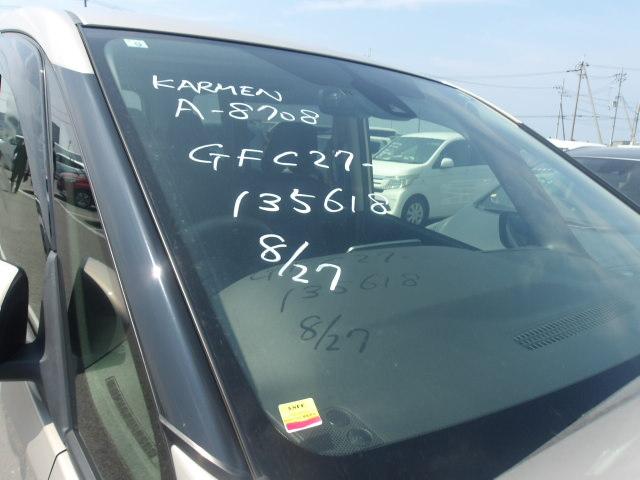 KARMEN
A-8708
GFC27-
135618
8/27